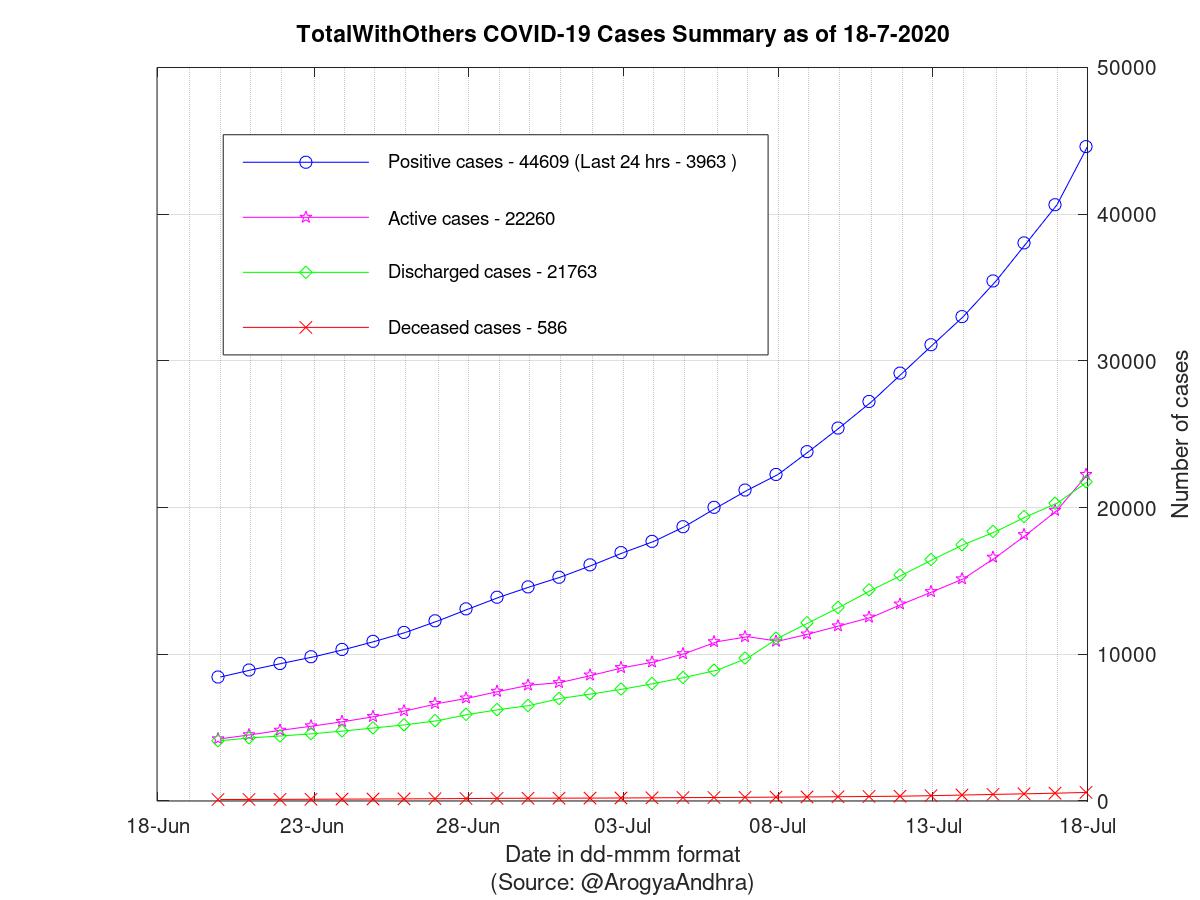 TotalWithOthers COVID-19 Cases Summary as of 18-7-2020
Positive cases - 44609 (Last 24 hrs - 3963 )
Active cases - 22260
Discharged cases - 21763
Deceased cases - 586
50000
40000
30000
20000
10000
0
Number of cases
18-Jun 23-Jun 28-Jun 03-Jul 08-Jul 13-Jul 18-Jul
Date in dd-mmm format
(Source: @ArogyaAndhra)